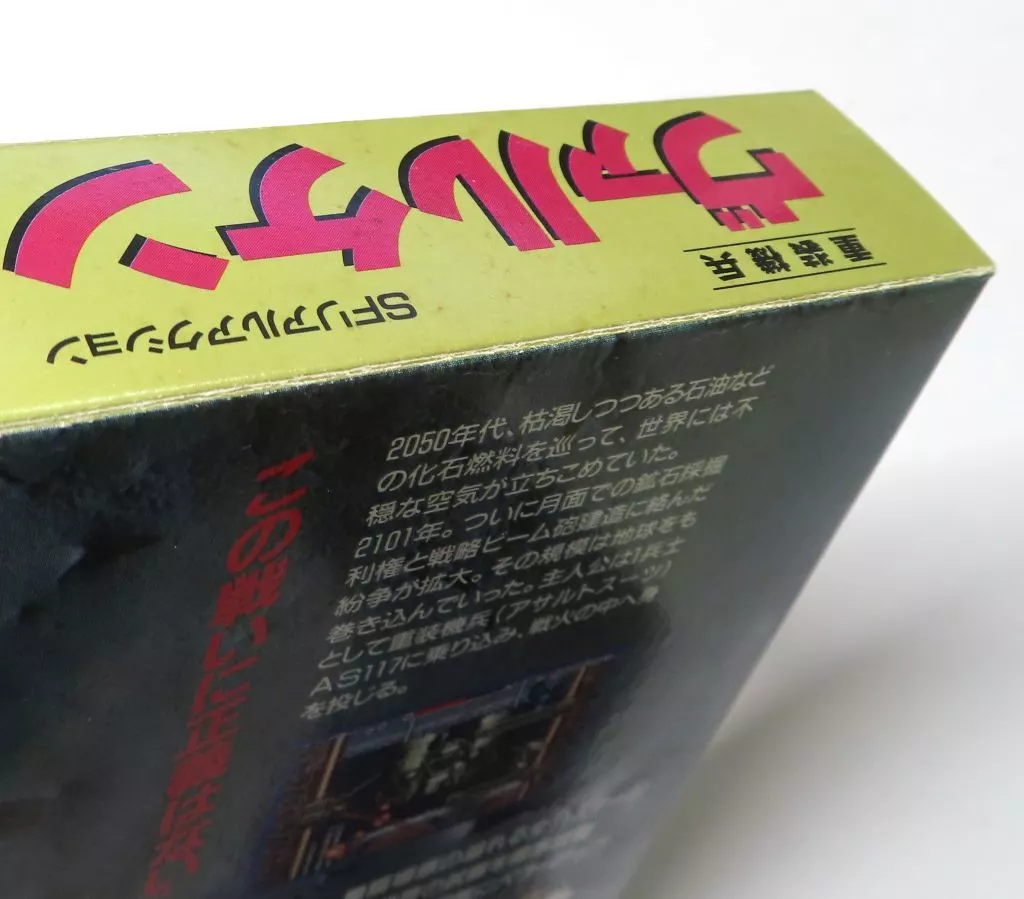 重装機兵
ヴァルケン
SFリアルアクション
2050年代、枯渇しつつある石油など
の化石燃料を巡って、世界には不
穏な空気が立ちこめていた。
2101年。ついに月面での鉱石採掘
利権と戦略ビーム砲建造に絡んだ
紛争が拡大。その規模は地球をも
巻き込んでいった。主人公は1兵士
として重装機兵(アサルトスーツ)
AS117に乗り込み、戦火の中へ身
を投じる。